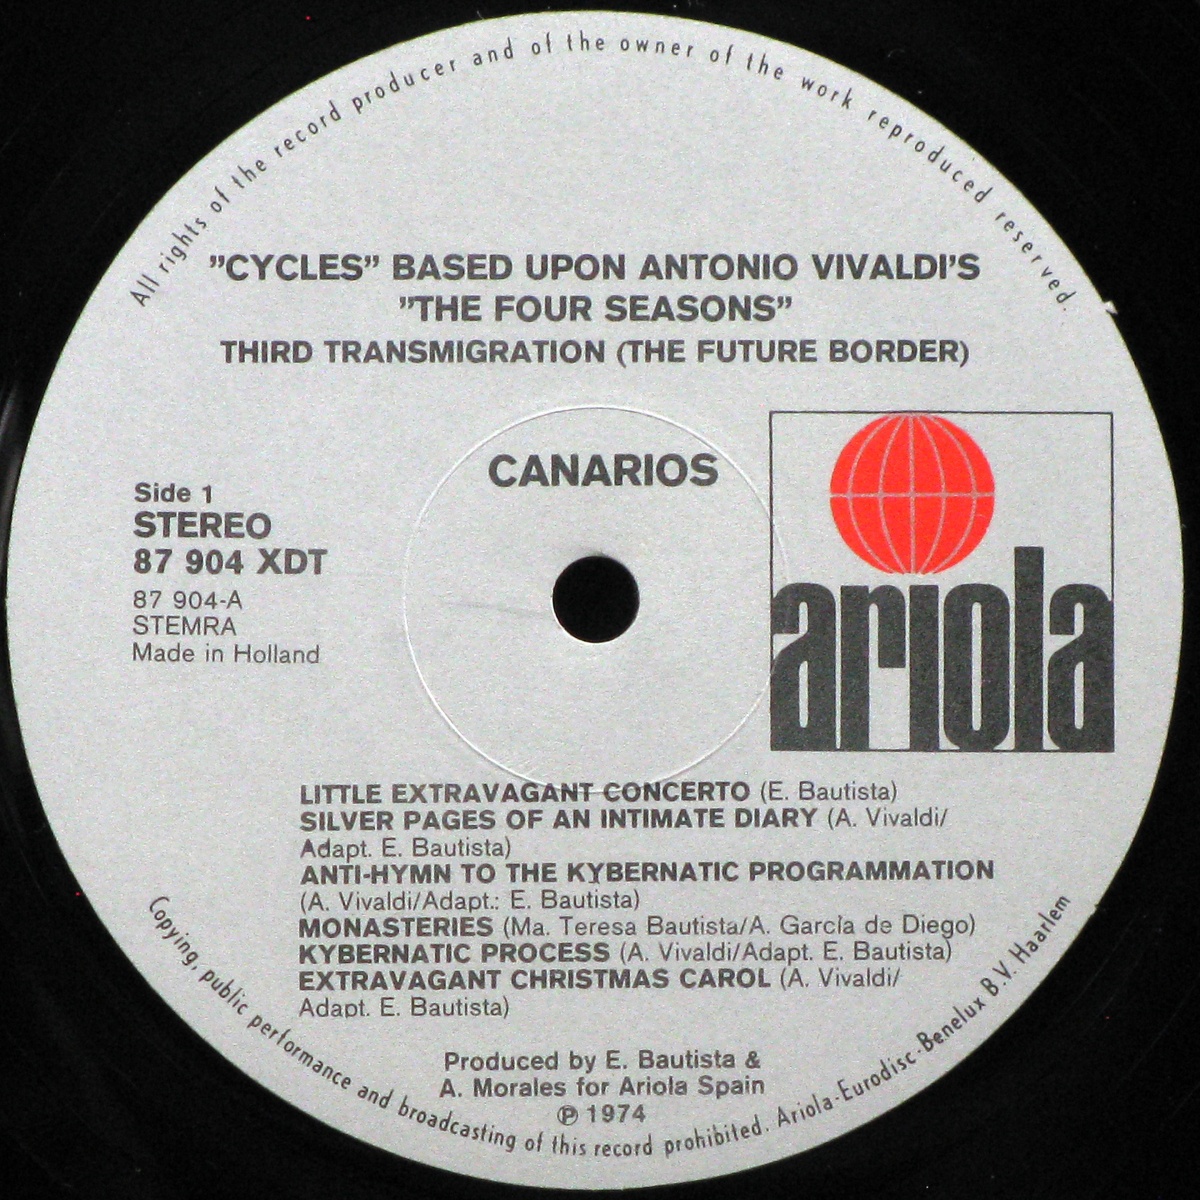 All rights of the record producer and of the owner of the work reproduced reserved.
"CYCLES" BASED UPON ANTONIO VIVALDI'S
"THE FOUR SEASONS"
THIRD TRANSMIGRATION (THE FUTURE BORDER)
CANARIOS
Side 1
STEREO
87 904 XDT
87 904-A
STEMRA
Made in Holland
ariola
LITTLE EXTRAVAGANT CONCERTO (E. Bautista)
SILVER PAGES OF AN INTIMATE DIARY (A. Vivaldi/
Adapt. E. Bautista)
ANTI-HYMN TO THE KYBERNATIC PROGRAMMATION
(A. Vivaldi/Adapt.: E. Bautista)
MONASTERIES (Ma. Teresa Bautista/A. García de Diego)
KYBERNATIC PROCESS (A. Vivaldi/Adapt. E. Bautista)
EXTRAVAGANT CHRISTMAS CAROL (A. Vivaldi/
Adapt. E. Bautista)
Produced by E. Bautista &
A. Morales for Ariola Spain
℗ 1974
Copying, public performance and broadcasting of this record prohibited. Ariola-Eurodisc-Benelux B.V. Haarlem